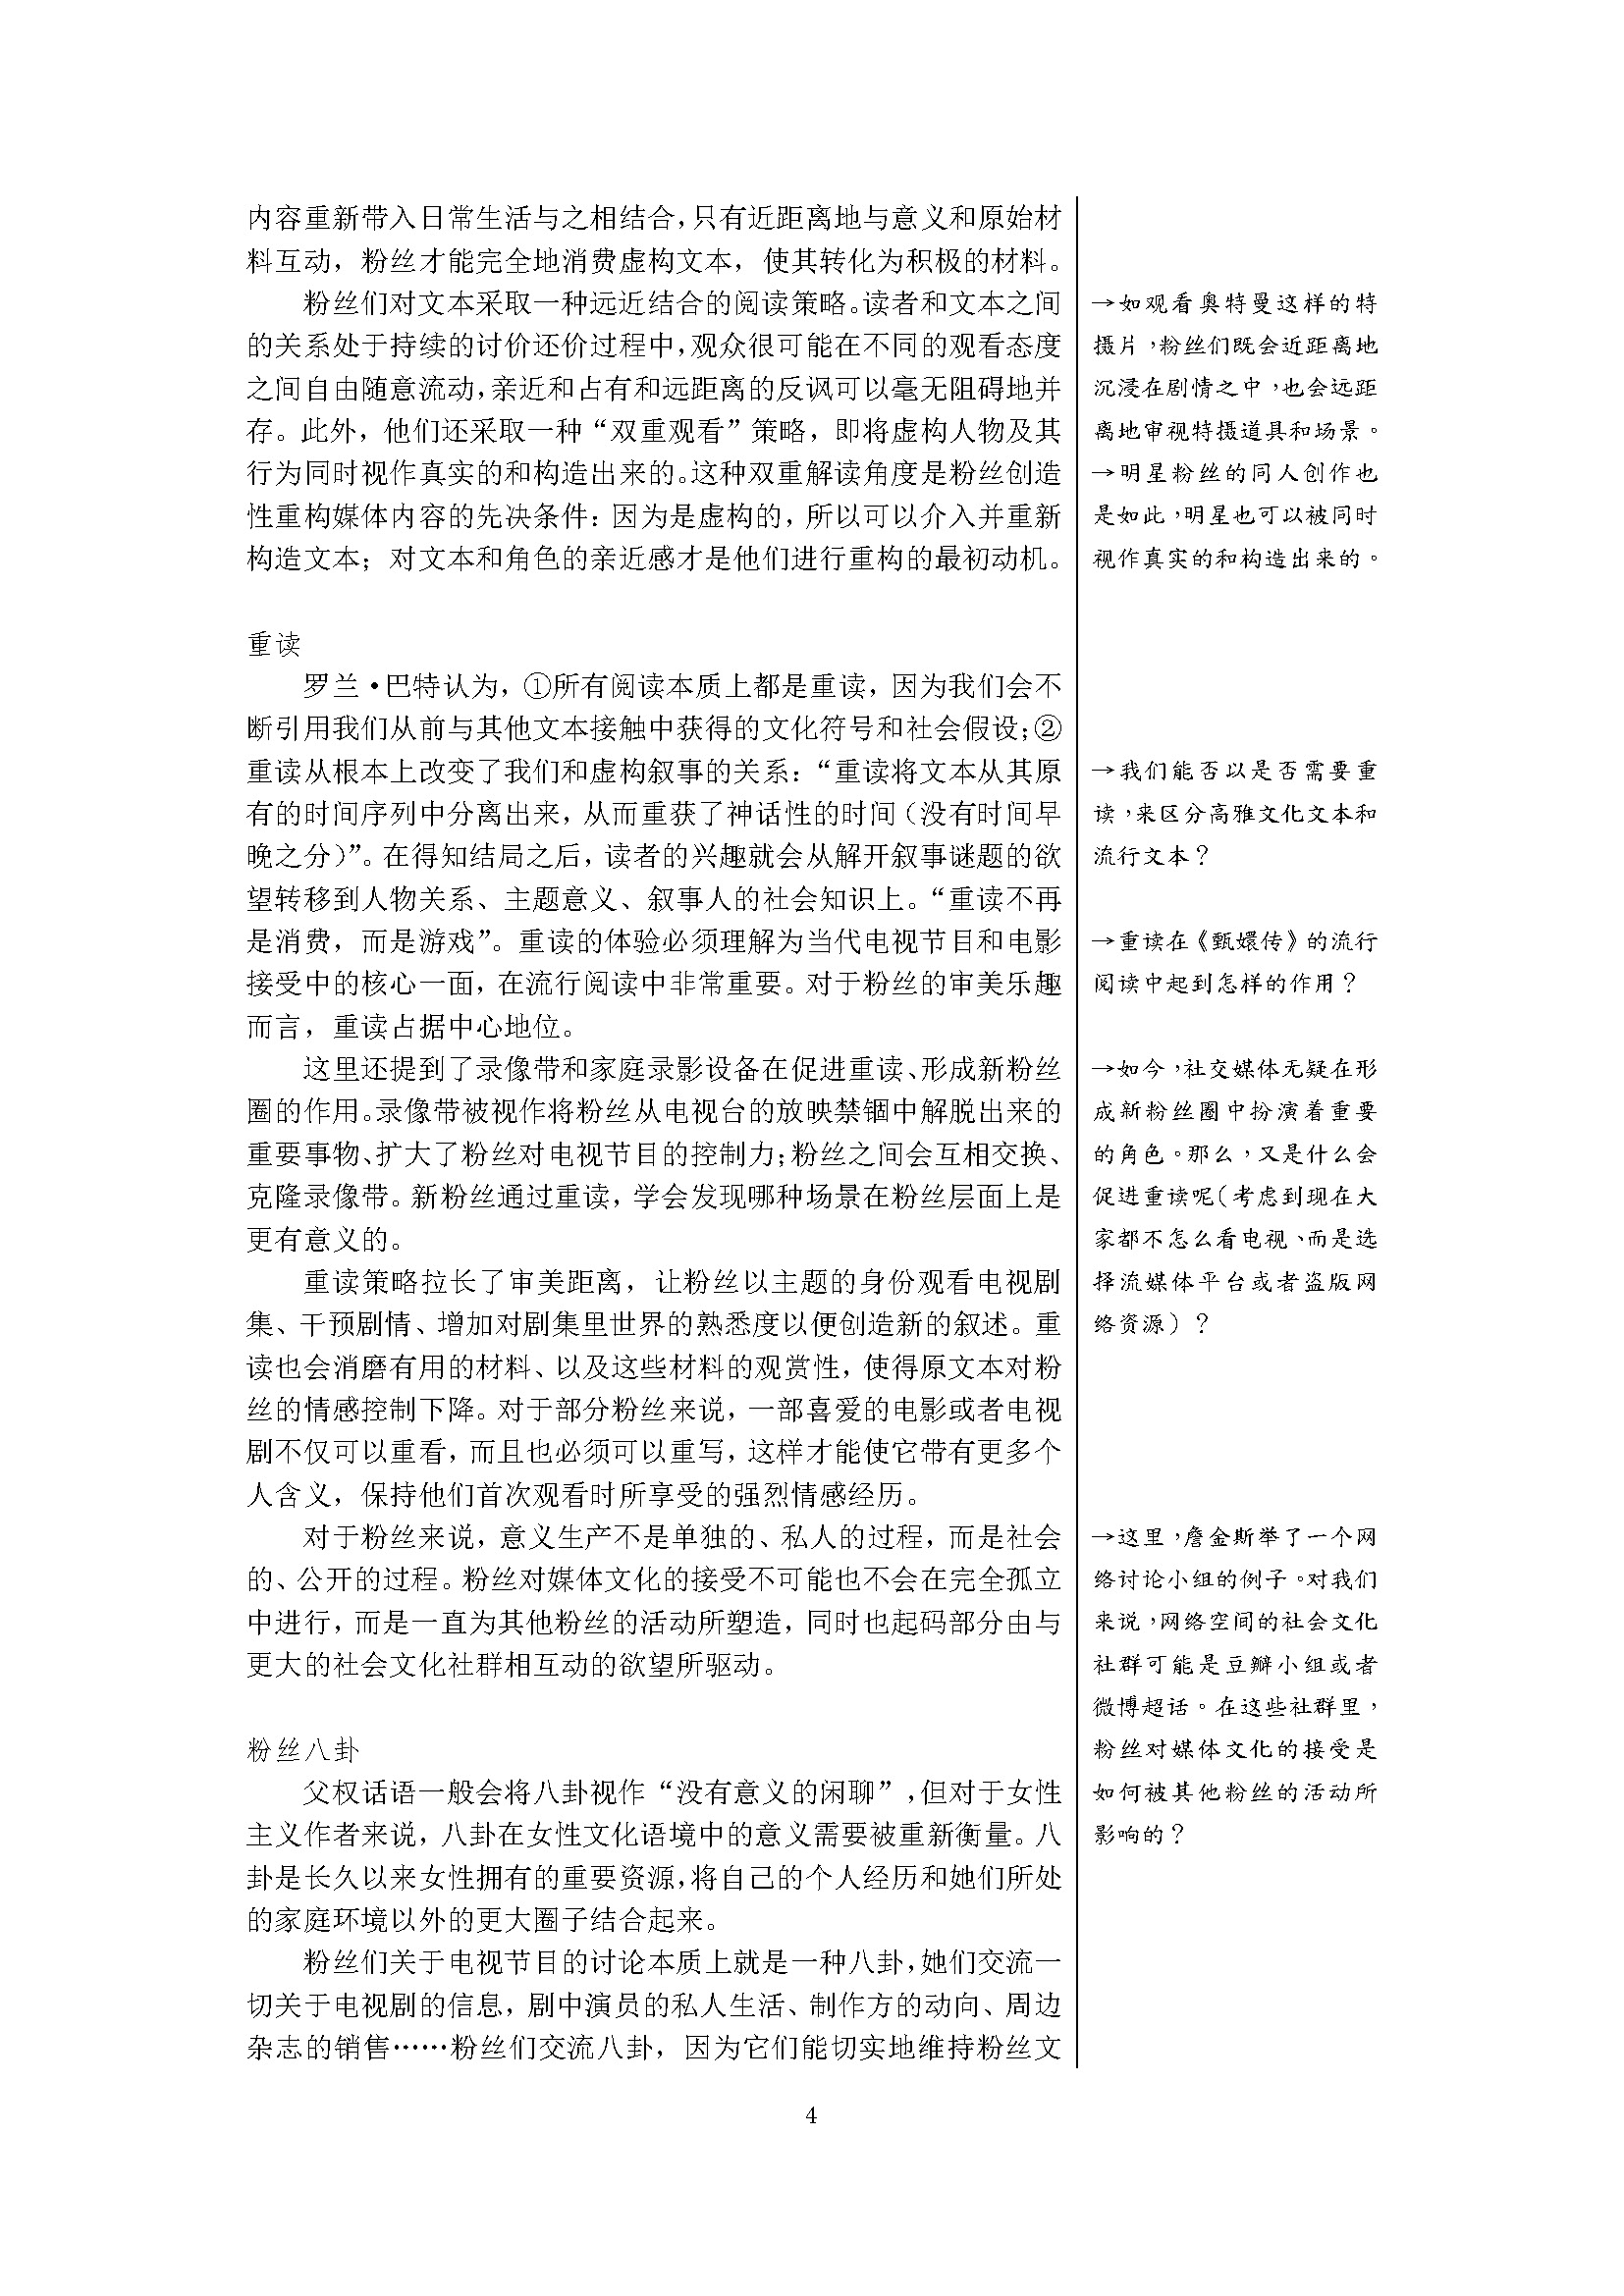 内容重新带入日常生活与之相结合，只有近距离地与意义和原始材
料互动，粉丝才能完全地消费虚构文本，使其转化为积极的材料。
粉丝们对文本采取一种远近结合的阅读策略。读者和文本之间
的关系处于持续的讨价还价过程中，观众很可能在不同的观看态度
之间自由随意流动，亲近和占有和远距离的反讽可以毫无阻碍地并
存。此外，他们还采取一种“双重观看”策略，即将虚构人物及其
行为同时视作真实的和构造出来的。这种双重解读角度是粉丝创造
性重构媒体内容的先决条件：因为是虚构的，所以可以介入并重新
构造文本；对文本和角色的亲近感才是他们进行重构的最初动机。
重读
罗兰·巴特认为，①所有阅读本质上都是重读，因为我们会不
断引用我们从前与其他文本接触中获得的文化符号和社会假设；②
重读从根本上改变了我们和虚构叙事的关系：“重读将文本从其原
有的时间序列中分离出来，从而重获了神话性的时间（没有时间早
晚之分）”。在得知结局之后，读者的兴趣就会从解开叙事谜题的欲
望转移到人物关系、主题意义、叙事人的社会知识上。“重读不再
是消费，而是游戏”。重读的体验必须理解为当代电视节目和电影
接受中的核心一面，在流行阅读中非常重要。对于粉丝的审美乐趣
而言，重读占据中心地位。
这里还提到了录像带和家庭录影设备在促进重读、形成新粉丝
圈的作用。录像带被视作将粉丝从电视台的放映禁锢中解脱出来的
重要事物、扩大了粉丝对电视节目的控制力；粉丝之间会互相交换、
克隆录像带。新粉丝通过重读，学会发现哪种场景在粉丝层面上是
更有意义的。
重读策略拉长了审美距离，让粉丝以主题的身份观看电视剧
集、干预剧情、增加对剧集里世界的熟悉度以便创造新的叙述。重
读也会消磨有用的材料、以及这些材料的观赏性，使得原文本对粉
丝的情感控制下降。对于部分粉丝来说，一部喜爱的电影或者电视
剧不仅可以重看，而且也必须可以重写，这样才能使它带有更多个
人含义，保持他们首次观看时所享受的强烈情感经历。
对于粉丝来说，意义生产不是单独的、私人的过程，而是社会
的、公开的过程。粉丝对媒体文化的接受不可能也不会在完全孤立
中进行，而是一直为其他粉丝的活动所塑造，同时也起码部分由与
更大的社会文化社群相互动的欲望所驱动。
粉丝八卦
父权话语一般会将八卦视作“没有意义的闲聊”，但对于女性
主义作者来说，八卦在女性文化语境中的意义需要被重新衡量。八
卦是长久以来女性拥有的重要资源，将自己的个人经历和她们所处
的家庭环境以外的更大圈子结合起来。
粉丝们关于电视节目的讨论本质上就是一种八卦，她们交流一
切关于电视剧的信息，剧中演员的私人生活、制作方的动向、周边
杂志的销售……粉丝们交流八卦，因为它们能切实地维持粉丝文
→如观看奥特曼这样的特
摄片，粉丝们既会近距离地
沉浸在剧情之中，也会远距
离地审视特摄道具和场景。
→明星粉丝的同人创作也
是如此，明星也可以被同时
视作真实的和构造出来的。
→我们能否以是否需要重
读，来区分高雅文化文本和
流行文本？
→重读在《甄嬛传》的流行
阅读中起到怎样的作用？
→如今，社交媒体无疑在形
成新粉丝圈中扮演着重要
的角色。那么，又是什么会
促进重读呢（考虑到现在大
家都不怎么看电视、而是选
择流媒体平台或者盗版网
络资源）？
→这里，詹金斯举了一个网
络讨论小组的例子。对我们
来说，网络空间的社会文化
社群可能是豆瓣小组或者
微博超话。在这些社群里，
粉丝对媒体文化的接受是
如何被其他粉丝的活动所
影响的？
4